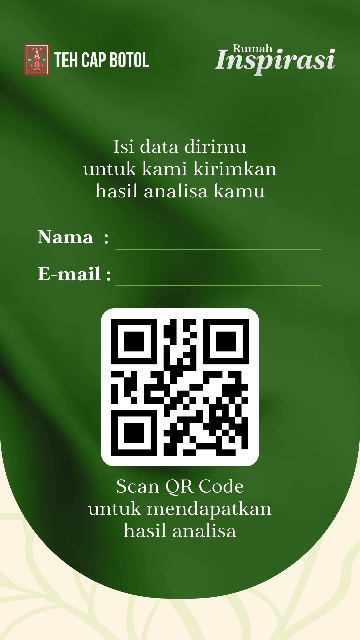 TEH CAP BOTOL
Rumah
Inspirasi
Isi data dirimu
untuk kami kirimkan
hasil analisa kamu
Nama :
E-mail :
Scan QR Code
untuk mendapatkan
hasil analisa